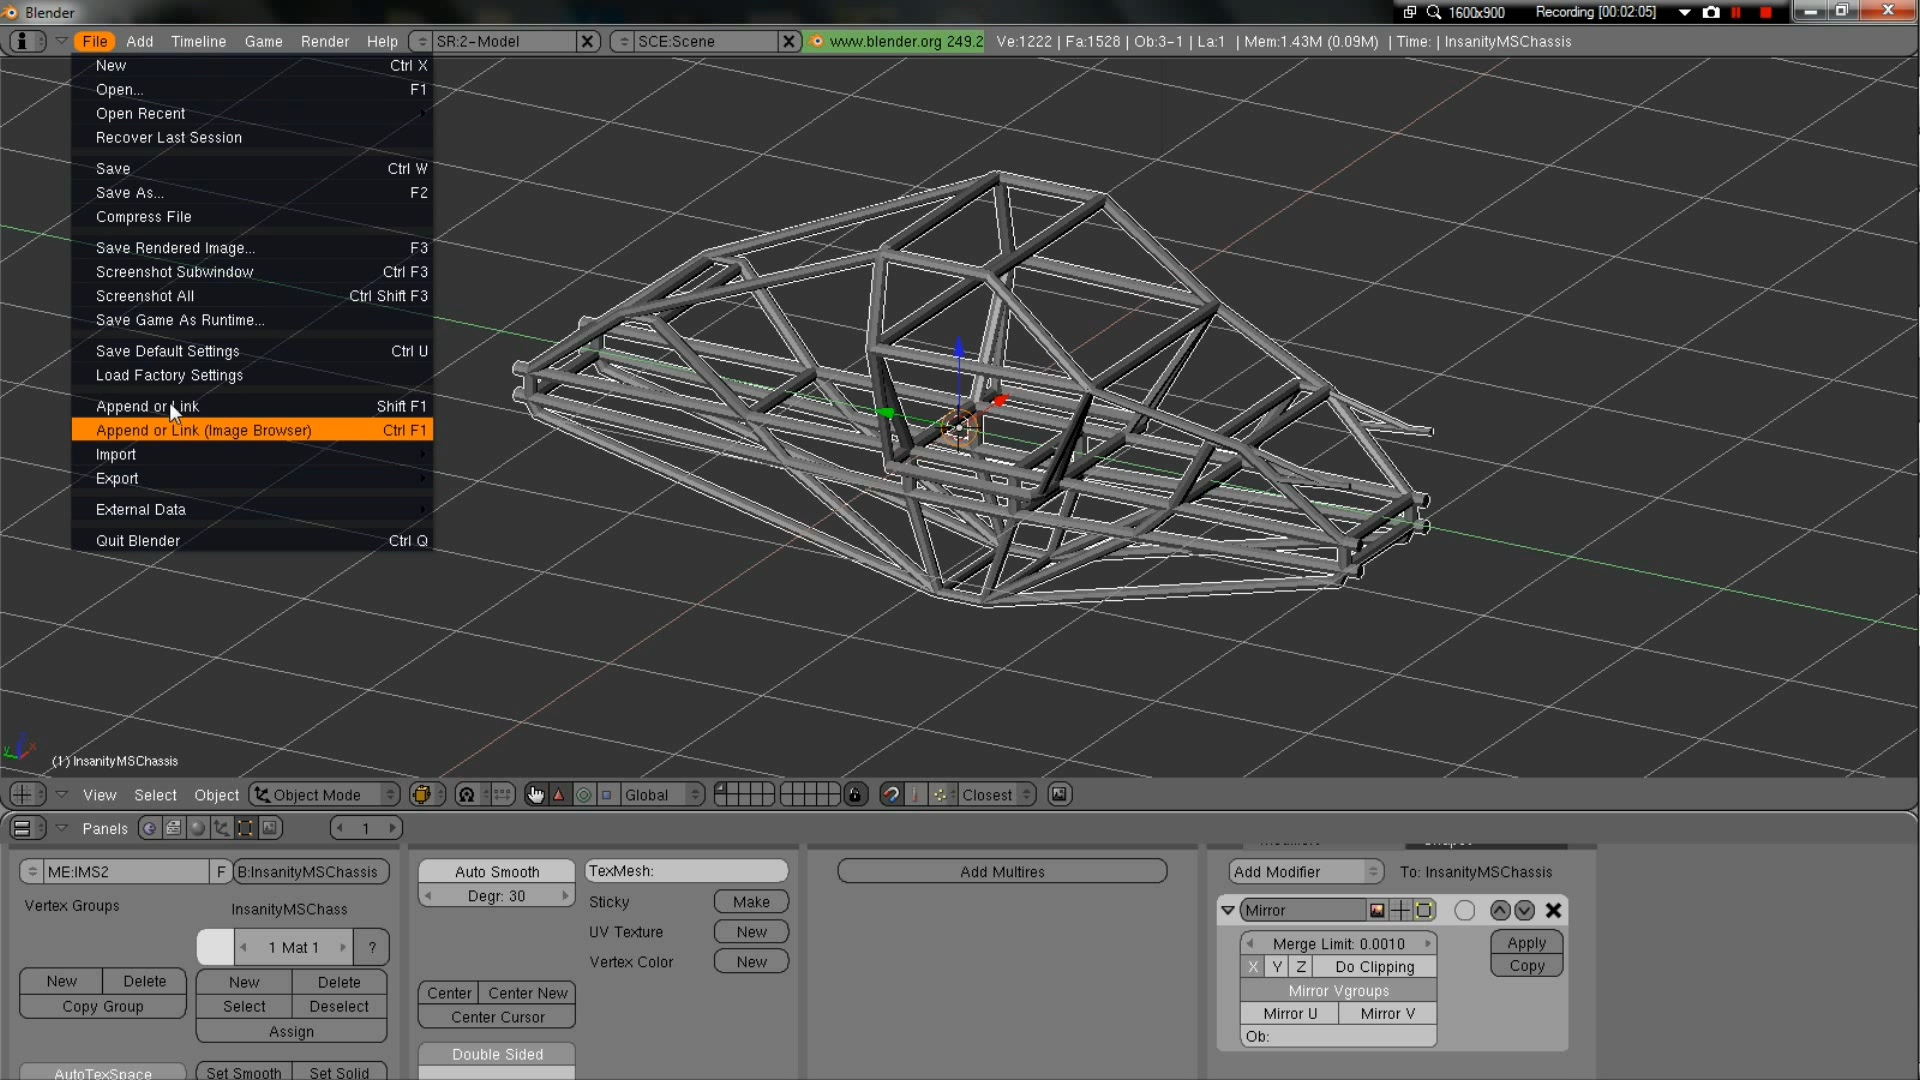 Blender
1600x900
Recording [00:02:05]
File
Add
Timeline
Game
Render
Help
SR:2-Model
SCE:Scene
www.blender.org 249.2
Ve:1222 | Fa:1528 | Ob:3-1 | La:1 | Mem:1.43M (0.09M) | Time: | InsanityMSChassis
New Ctrl X
Open... F1
Open Recent
Recover Last Session
Save Ctrl W
Save As... F2
Compress File
Save Rendered Image... F3
Screenshot Subwindow Ctrl F3
Screenshot All Ctrl Shift F3
Save Game As Runtime...
Save Default Settings Ctrl U
Load Factory Settings
Append or Link Shift F1
Append or Link (Image Browser) Ctrl F1
Import
Export
External Data
Quit Blender Ctrl Q
(1) InsanityMSChassis
View
Select
Object
Object Mode
Global
Closest
Panels
1
ME:IMS2
F
B:InsanityMSChassis
Vertex Groups
InsanityMSChass
1 Mat 1
?
New
Delete
Copy Group
New
Delete
Select
Deselect
Assign
AutoTexSpace
Set Smooth
Set Solid
Auto Smooth
Degr: 30
TexMesh:
Sticky
Make
UV Texture
New
Vertex Color
New
Center
Center New
Center Cursor
Double Sided
Add Multires
Add Modifier
To: InsanityMSChassis
Mirror
Merge Limit: 0.0010
X
Y
Z
Do Clipping
Mirror Vgroups
Mirror U
Mirror V
Ob:
Apply
Copy